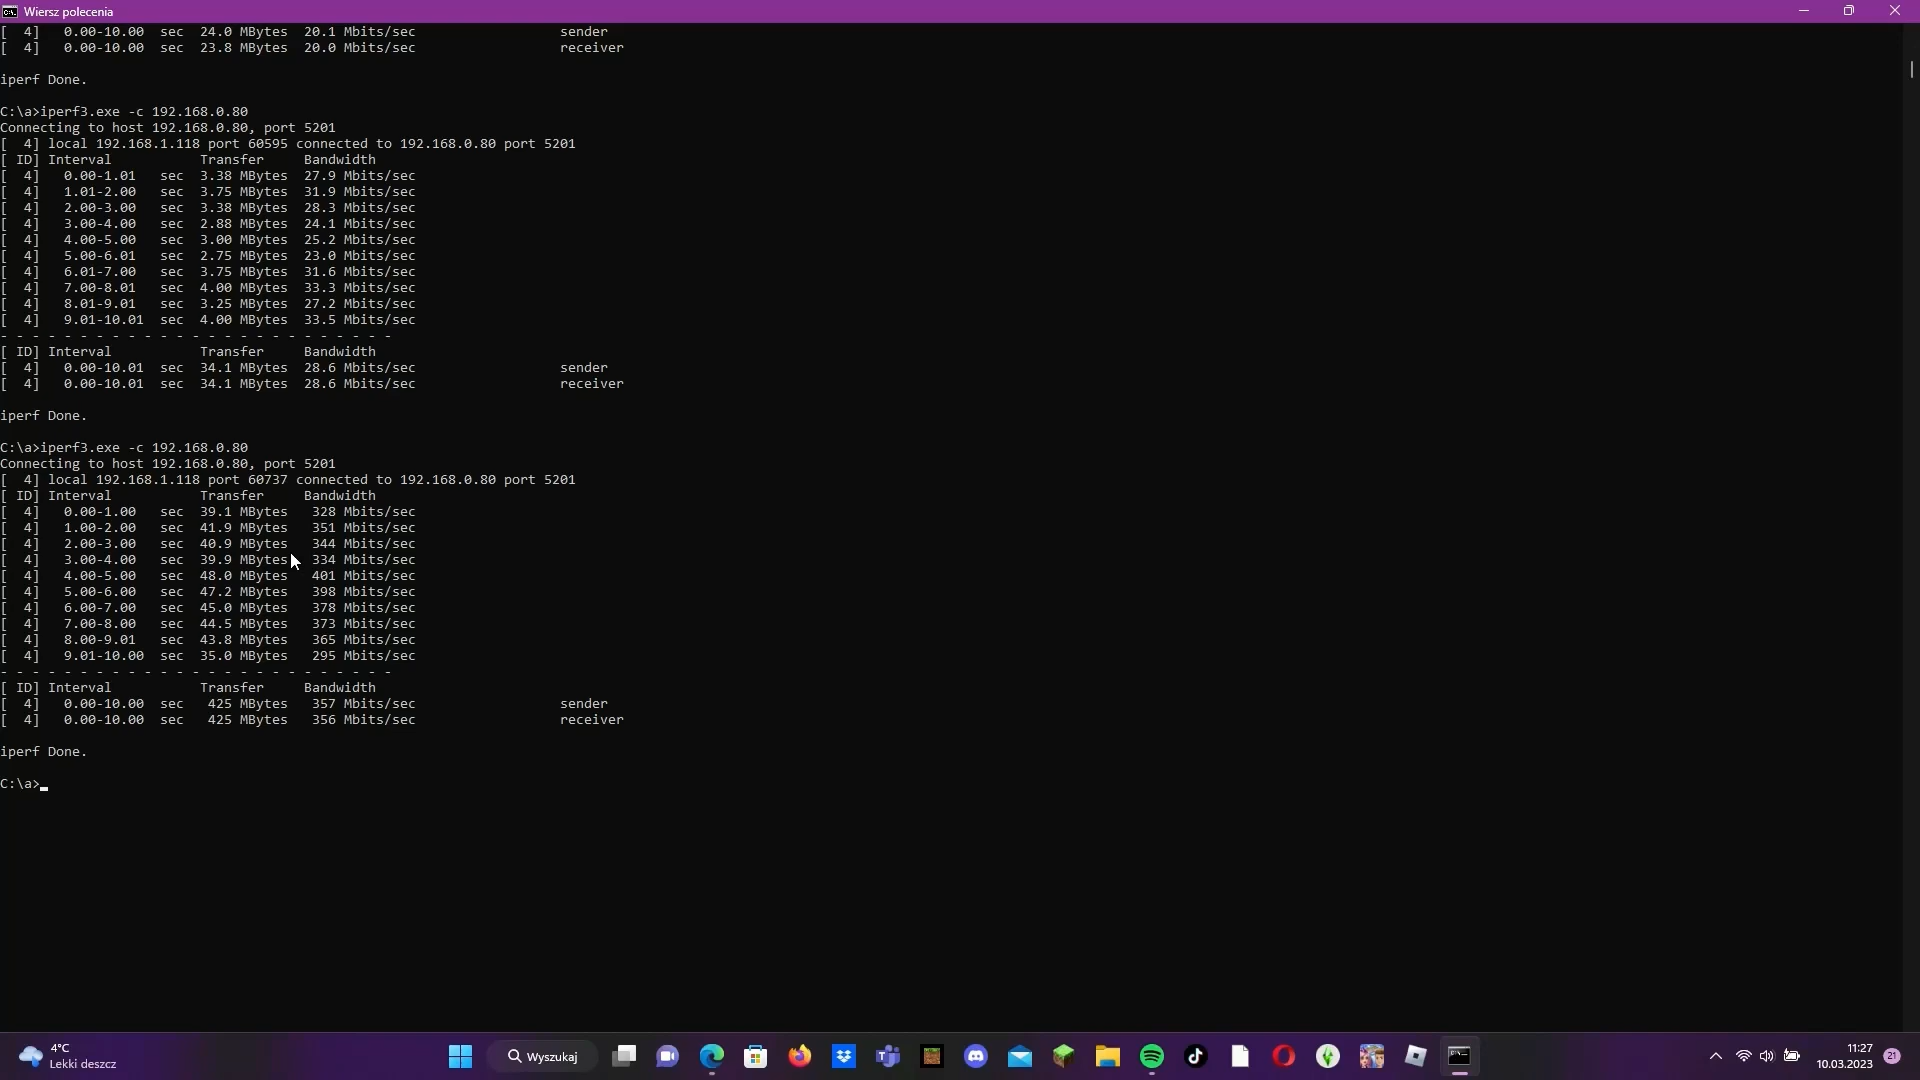 Wiersz polecenia
[  4]   0.00-10.00  sec  24.0 MBytes  20.1 Mbits/sec                  sender
[  4]   0.00-10.00  sec  23.8 MBytes  20.0 Mbits/sec                  receiver
iperf Done.
C:\a>iperf3.exe -c 192.168.0.80
Connecting to host 192.168.0.80, port 5201
[  4] local 192.168.1.118 port 60595 connected to 192.168.0.80 port 5201
[ ID] Interval           Transfer     Bandwidth
[  4]   0.00-1.01   sec  3.38 MBytes  27.9 Mbits/sec
[  4]   1.01-2.00   sec  3.75 MBytes  31.9 Mbits/sec
[  4]   2.00-3.00   sec  3.38 MBytes  28.3 Mbits/sec
[  4]   3.00-4.00   sec  2.88 MBytes  24.1 Mbits/sec
[  4]   4.00-5.00   sec  3.00 MBytes  25.2 Mbits/sec
[  4]   5.00-6.01   sec  2.75 MBytes  23.0 Mbits/sec
[  4]   6.01-7.00   sec  3.75 MBytes  31.6 Mbits/sec
[  4]   7.00-8.01   sec  4.00 MBytes  33.3 Mbits/sec
[  4]   8.01-9.01   sec  3.25 MBytes  27.2 Mbits/sec
[  4]   9.01-10.01  sec  4.00 MBytes  33.5 Mbits/sec
- - - - - - - - - - - - - - - - - - - - - - - - -
[ ID] Interval           Transfer     Bandwidth
[  4]   0.00-10.01  sec  34.1 MBytes  28.6 Mbits/sec                  sender
[  4]   0.00-10.01  sec  34.1 MBytes  28.6 Mbits/sec                  receiver
iperf Done.
C:\a>iperf3.exe -c 192.168.0.80
Connecting to host 192.168.0.80, port 5201
[  4] local 192.168.1.118 port 60737 connected to 192.168.0.80 port 5201
[ ID] Interval           Transfer     Bandwidth
[  4]   0.00-1.00   sec  39.1 MBytes   328 Mbits/sec
[  4]   1.00-2.00   sec  41.9 MBytes   351 Mbits/sec
[  4]   2.00-3.00   sec  40.9 MBytes   344 Mbits/sec
[  4]   3.00-4.00   sec  39.9 MBytes   334 Mbits/sec
[  4]   4.00-5.00   sec  48.0 MBytes   401 Mbits/sec
[  4]   5.00-6.00   sec  47.2 MBytes   398 Mbits/sec
[  4]   6.00-7.00   sec  45.0 MBytes   378 Mbits/sec
[  4]   7.00-8.00   sec  44.5 MBytes   373 Mbits/sec
[  4]   8.00-9.01   sec  43.8 MBytes   365 Mbits/sec
[  4]   9.01-10.00  sec  35.0 MBytes   295 Mbits/sec
- - - - - - - - - - - - - - - - - - - - - - - - -
[ ID] Interval           Transfer     Bandwidth
[  4]   0.00-10.00  sec   425 MBytes   357 Mbits/sec                  sender
[  4]   0.00-10.00  sec   425 MBytes   356 Mbits/sec                  receiver
iperf Done.
C:\a>
4°C
Lekki deszcz
Wyszukaj
11:27
10.03.2023
21